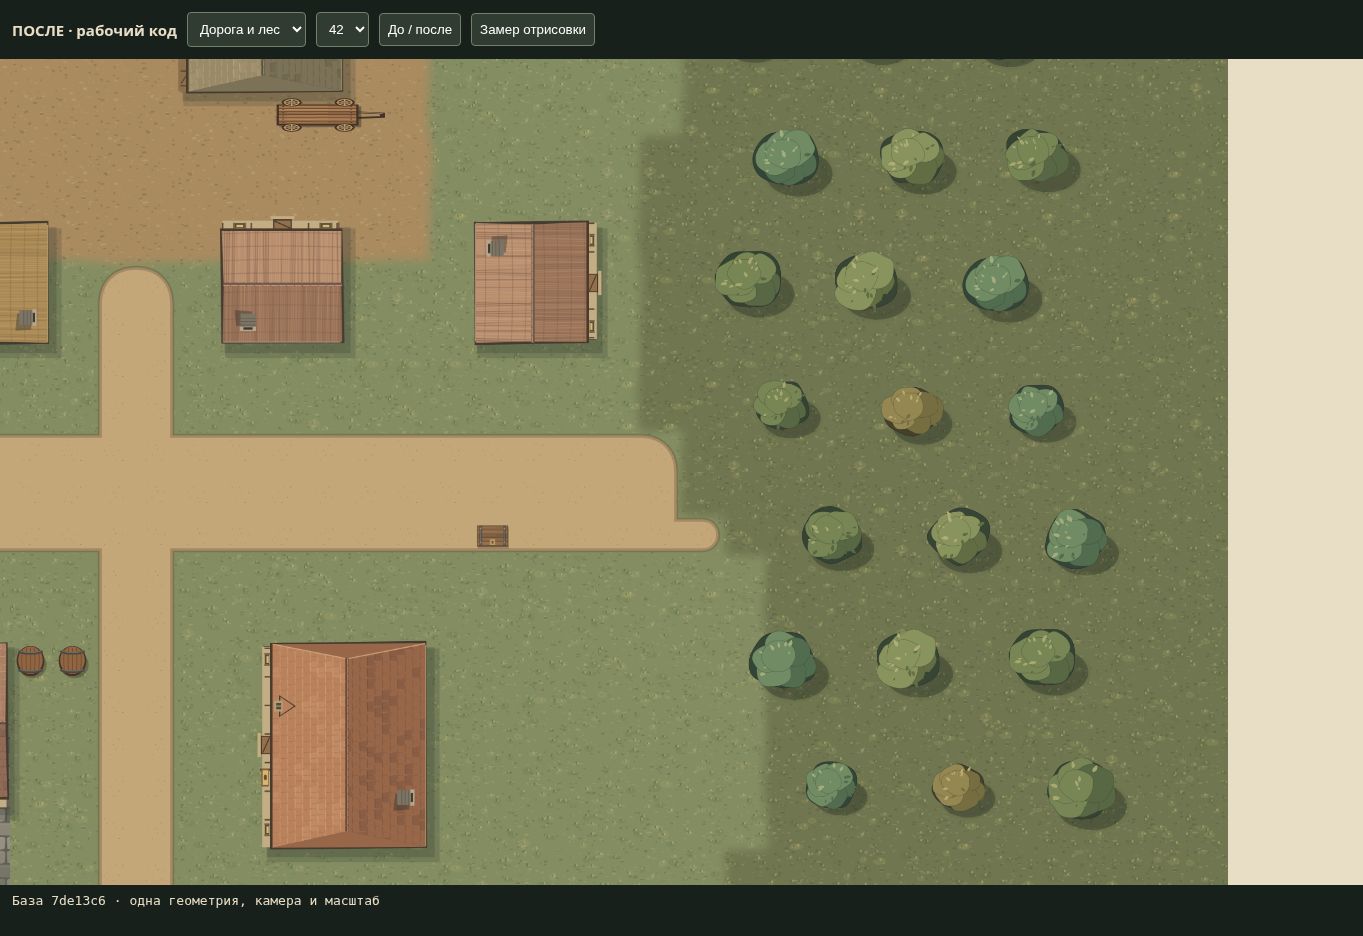 ПОСЛЕ · рабочий код Дорога и лес 42 До / после Замер отрисовки
База 7de13c6 · одна геометрия, камера и масштаб